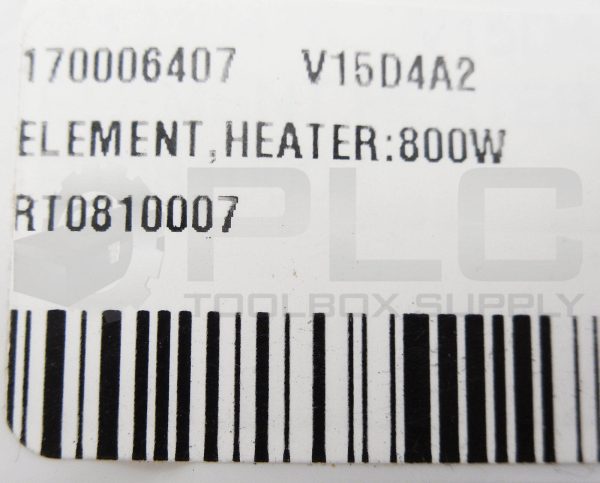 170006407 V15D4A2
ELEMENT,HEATER:800W
RT0810007
PLC
TOOLBOX SUPPLY